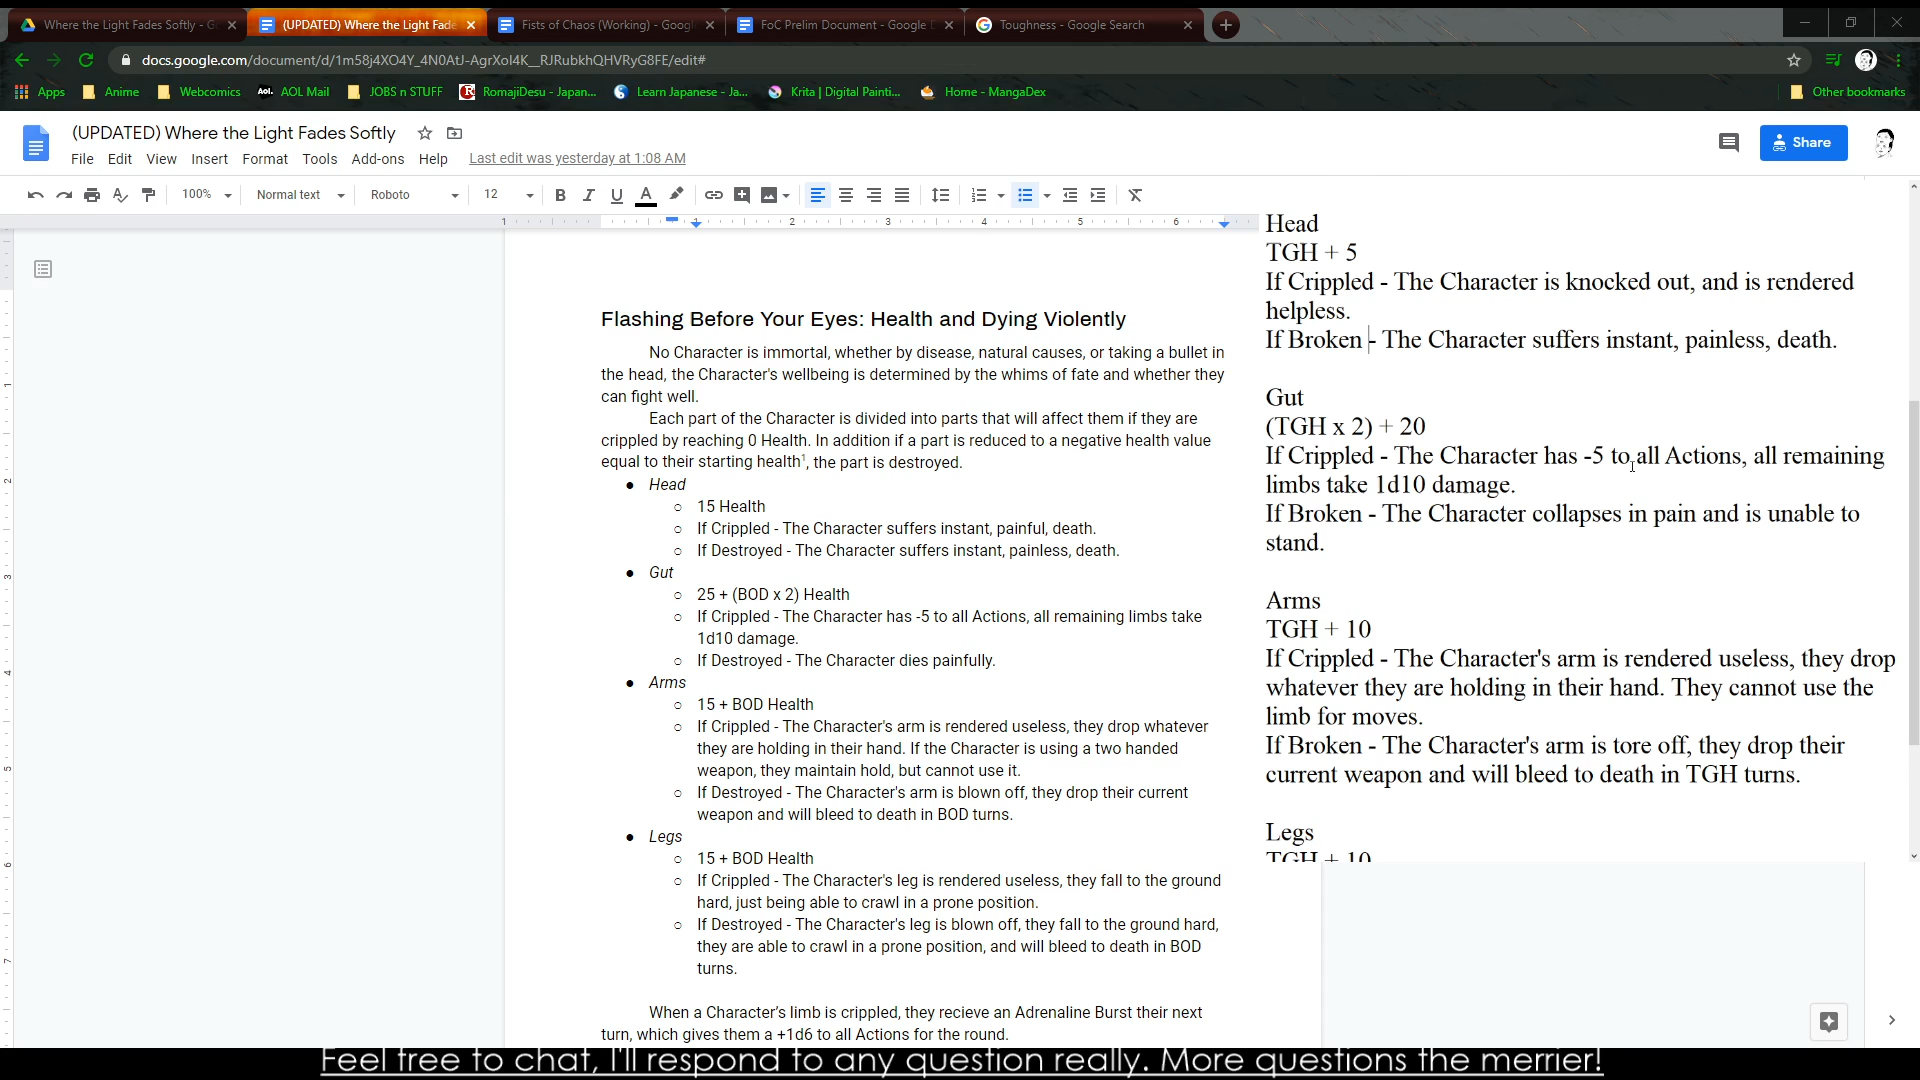 Where the Light Fades Softly - G
(UPDATED) Where the Light Fade
Fists of Chaos (Working) - Googl
FoC Prelim Document - Google D
Toughness - Google Search
docs.google.com/document/d/1m58j4XO4Y_4N0AtJ-AgrXol4K__RJRubkhQHVRyG8FE/edit#
Apps
Anime
Webcomics
Aol.
AOL Mail
JOBS n STUFF
RomajiDesu - Japan...
Learn Japanese - Ja...
Krita | Digital Painti...
Home - MangaDex
Other bookmarks
(UPDATED) Where the Light Fades Softly
File Edit View Insert Format Tools Add-ons Help Last edit was yesterday at 1:08 AM
Share
100% Normal text Roboto 12 B I U A
1 1 2 3 4 5 6
Flashing Before Your Eyes: Health and Dying Violently
No Character is immortal, whether by disease, natural causes, or taking a bullet in
the head, the Character's wellbeing is determined by the whims of fate and whether they
can fight well.
Each part of the Character is divided into parts that will affect them if they are
crippled by reaching 0 Health. In addition if a part is reduced to a negative health value
equal to their starting health¹, the part is destroyed.
● Head
○ 15 Health
○ If Crippled - The Character suffers instant, painful, death.
○ If Destroyed - The Character suffers instant, painless, death.
● Gut
○ 25 + (BOD x 2) Health
○ If Crippled - The Character has -5 to all Actions, all remaining limbs take
1d10 damage.
○ If Destroyed - The Character dies painfully.
● Arms
○ 15 + BOD Health
○ If Crippled - The Character's arm is rendered useless, they drop whatever
they are holding in their hand. If the Character is using a two handed
weapon, they maintain hold, but cannot use it.
○ If Destroyed - The Character's arm is blown off, they drop their current
weapon and will bleed to death in BOD turns.
● Legs
○ 15 + BOD Health
○ If Crippled - The Character's leg is rendered useless, they fall to the ground
hard, just being able to crawl in a prone position.
○ If Destroyed - The Character's leg is blown off, they fall to the ground hard,
they are able to crawl in a prone position, and will bleed to death in BOD
turns.
When a Character's limb is crippled, they recieve an Adrenaline Burst their next
turn, which gives them a +1d6 to all Actions for the round.
Head
TGH + 5
If Crippled - The Character is knocked out, and is rendered
helpless.
If Broken - The Character suffers instant, painless, death.
Gut
(TGH x 2) + 20
If Crippled - The Character has -5 to all Actions, all remaining
limbs take 1d10 damage.
If Broken - The Character collapses in pain and is unable to
stand.
Arms
TGH + 10
If Crippled - The Character's arm is rendered useless, they drop
whatever they are holding in their hand. They cannot use the
limb for moves.
If Broken - The Character's arm is tore off, they drop their
current weapon and will bleed to death in TGH turns.
Legs
TGH + 10
1
2
3
4
5
6
7
Feel free to chat, I'll respond to any question really. More questions the merrier!